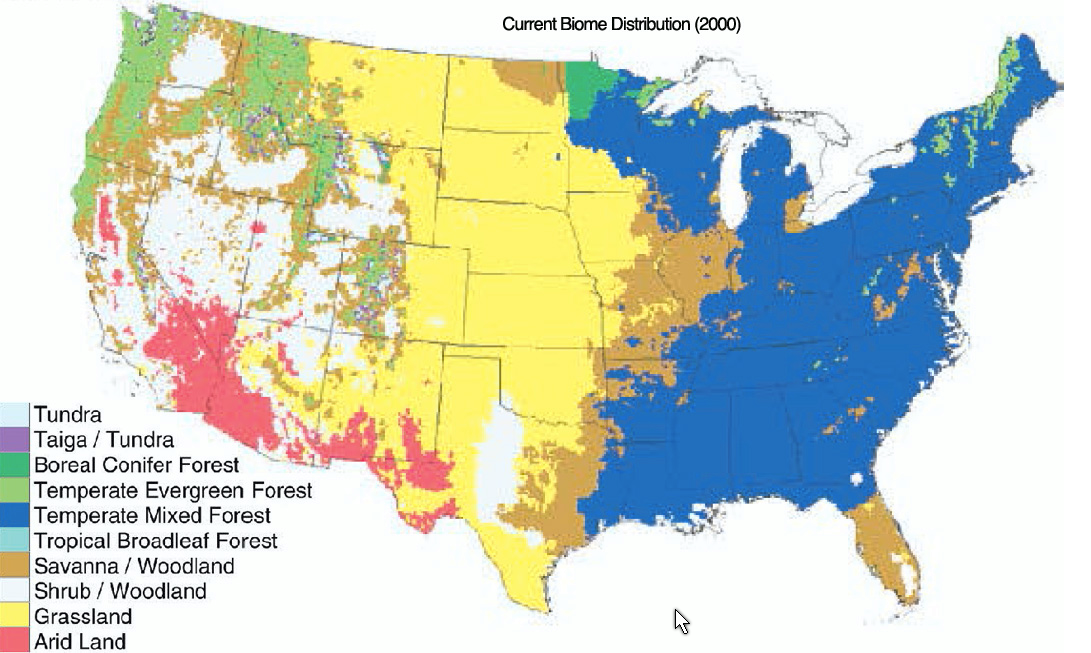 Current Biome Distribution (2000)
Tundra
Taiga / Tundra
Boreal Conifer Forest
Temperate Evergreen Forest
Temperate Mixed Forest
Tropical Broadleaf Forest
Savanna / Woodland
Shrub / Woodland
Grassland
Arid Land